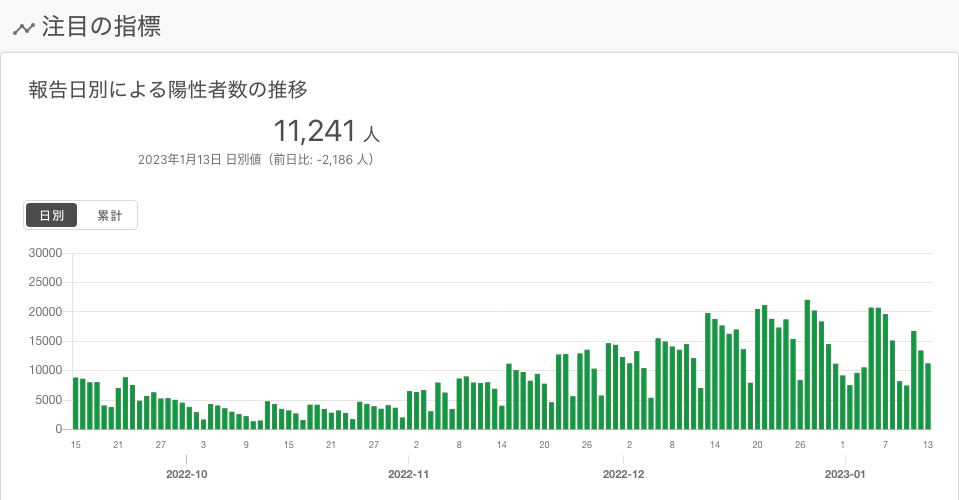 注目の指標
報告日別による陽性者数の推移
11,241 人
2023年1月13日 日別値（前日比: -2,186 人）
日別 累計
30000
25000
20000
15000
10000
5000
0
15 21 27 3 9 15 21 27 2 8 14 20 26 2 8 14 20 26 1 7 13
2022-10 2022-11 2022-12 2023-01